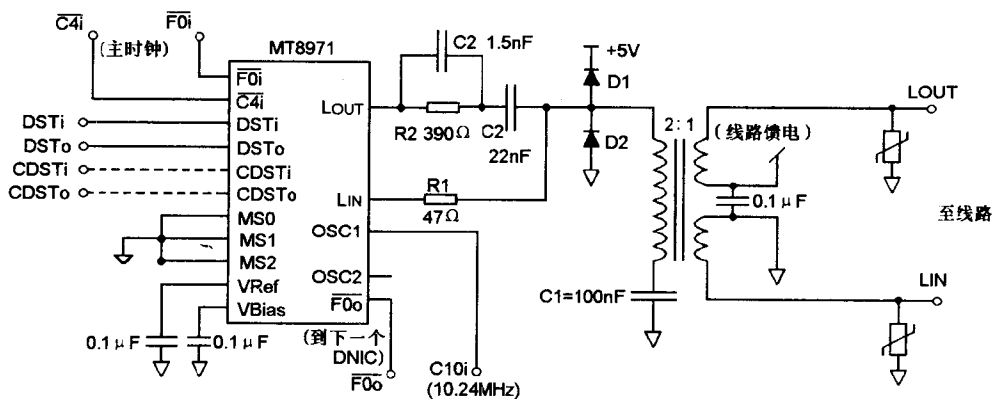 C4i
F0i
(主时钟)
MT8971
F0i
C4i
DSTi
DSTo
CDSTi
CDSTo
MS0
MS1
MS2
VRef
VBias
DSTi
DSTo
CDSTi
CDSTo
0.1μF
0.1μF
LOUT
LIN
OSC1
OSC2
F0o
(到下一个
DNIC)
F0o
C10i
(10.24MHz)
C2 1.5nF
R2 390Ω
C2
22nF
R1
47Ω
+5V
D1
D2
2:1
C1=100nF
(线路馈电)
0.1μF
LOUT
至线路
LIN